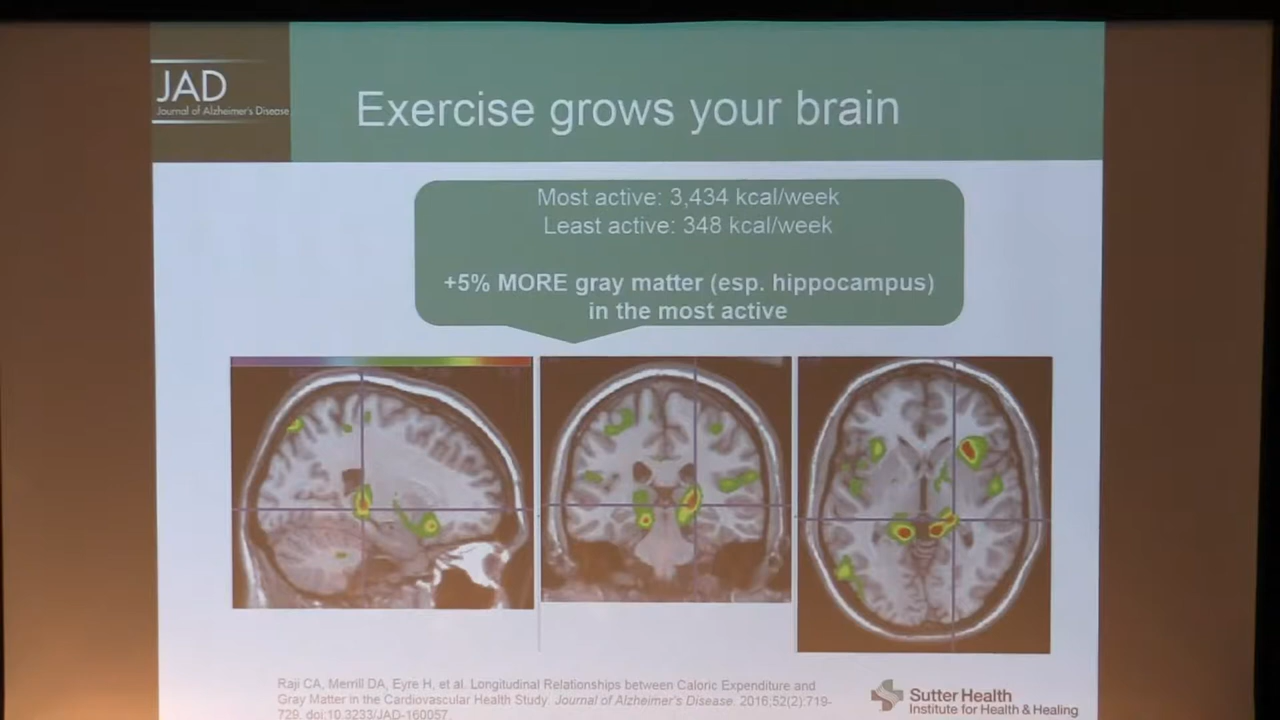 JAD
Journal of Alzheimer's Disease
Exercise grows your brain
Most active: 3,434 kcal/week
Least active: 348 kcal/week
+5% MORE gray matter (esp. hippocampus)
in the most active
Raji CA, Merrill DA, Eyre H, et al. Longitudinal Relationships between Caloric Expenditure and
Gray Matter in the Cardiovascular Health Study. Journal of Alzheimer's Disease. 2016;52(2):719-
729. doi:10.3233/JAD-160057.
Sutter Health
Institute for Health & Healing